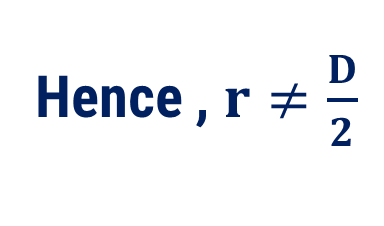 Hence , r ≠ D/2